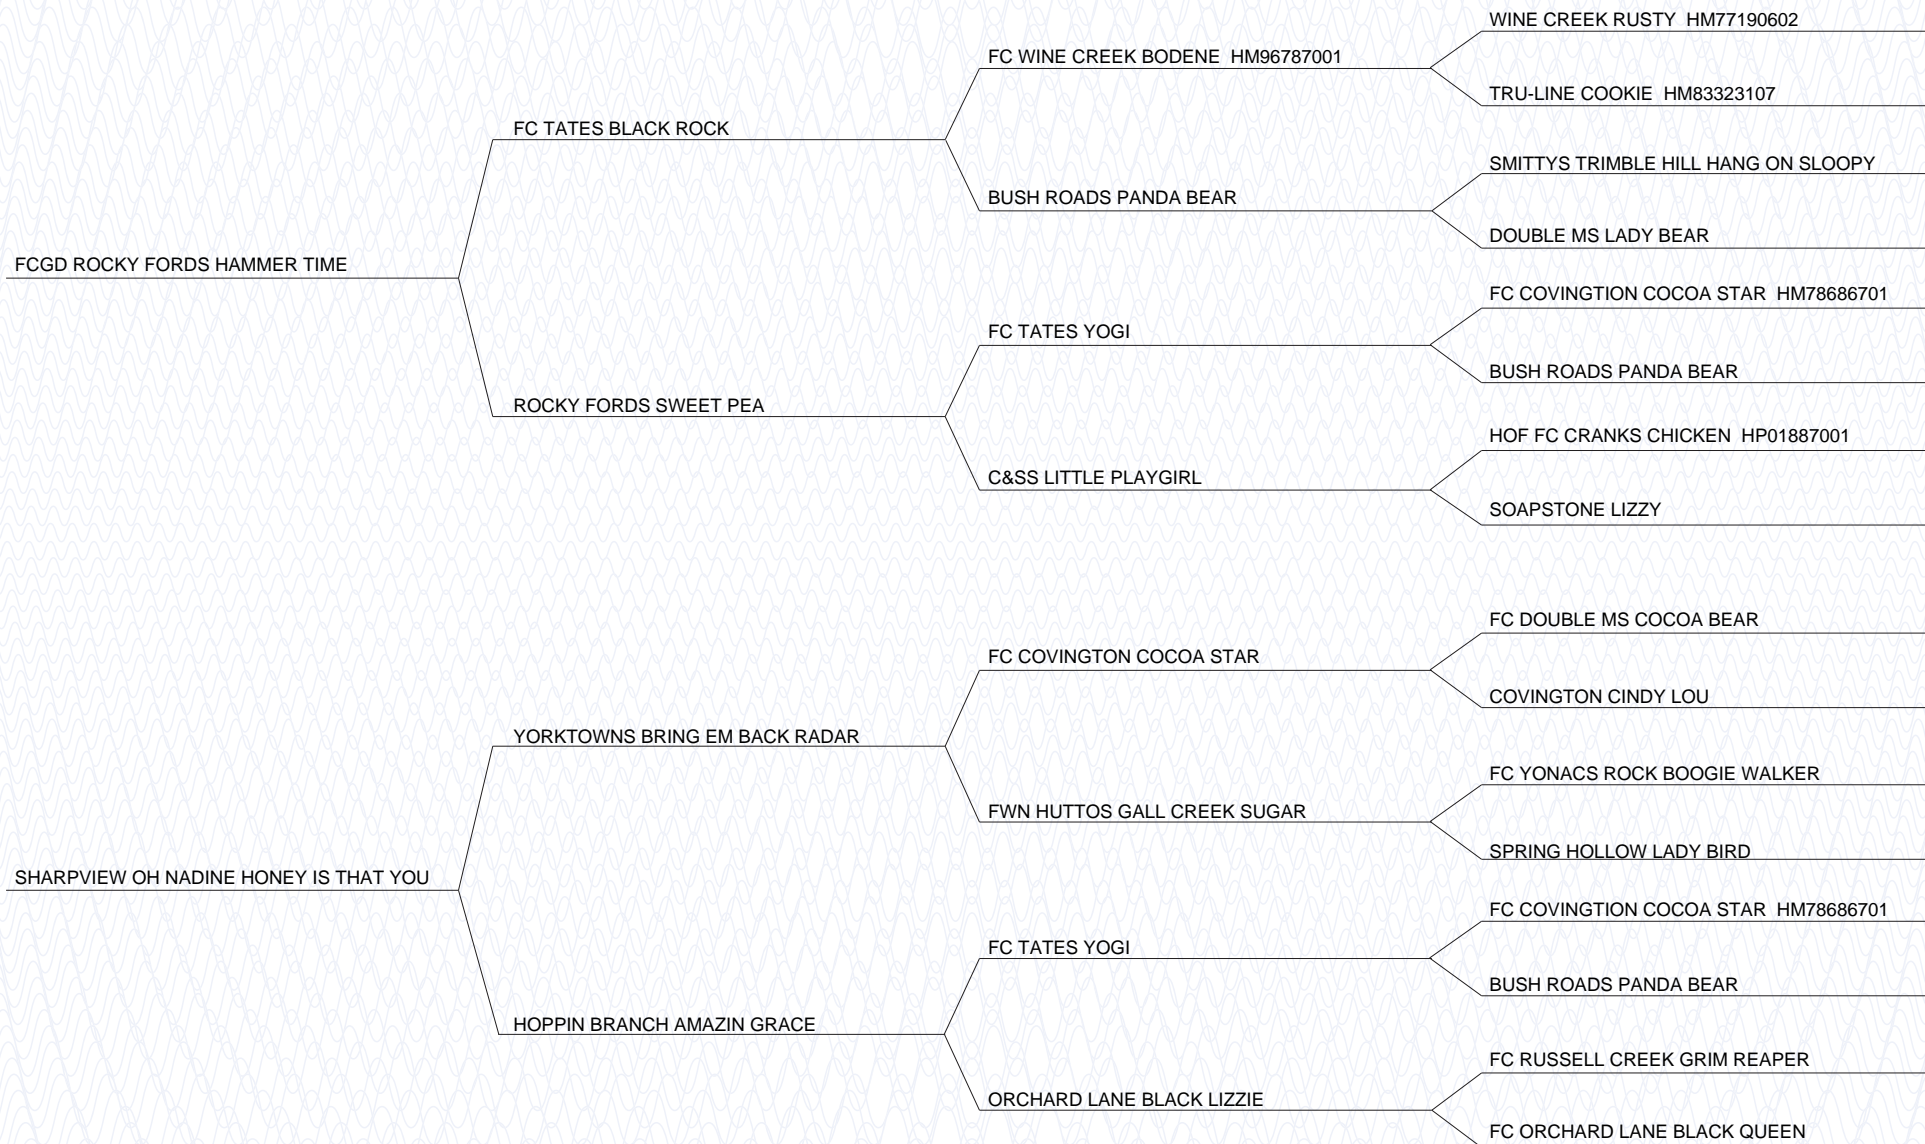 WINE CREEK RUSTY HM77190602
FC WINE CREEK BODENE HM96787001
TRU-LINE COOKIE HM83323107
FC TATES BLACK ROCK
SMITTYS TRIMBLE HILL HANG ON SLOOPY
BUSH ROADS PANDA BEAR
DOUBLE MS LADY BEAR
FCGD ROCKY FORDS HAMMER TIME
FC COVINGTION COCOA STAR HM78686701
FC TATES YOGI
BUSH ROADS PANDA BEAR
ROCKY FORDS SWEET PEA
HOF FC CRANKS CHICKEN HP01887001
C&SS LITTLE PLAYGIRL
SOAPSTONE LIZZY
FC DOUBLE MS COCOA BEAR
FC COVINGTON COCOA STAR
COVINGTON CINDY LOU
YORKTOWNS BRING EM BACK RADAR
FC YONACS ROCK BOOGIE WALKER
FWN HUTTOS GALL CREEK SUGAR
SPRING HOLLOW LADY BIRD
SHARPVIEW OH NADINE HONEY IS THAT YOU
FC COVINGTION COCOA STAR HM78686701
FC TATES YOGI
BUSH ROADS PANDA BEAR
HOPPIN BRANCH AMAZIN GRACE
FC RUSSELL CREEK GRIM REAPER
ORCHARD LANE BLACK LIZZIE
FC ORCHARD LANE BLACK QUEEN